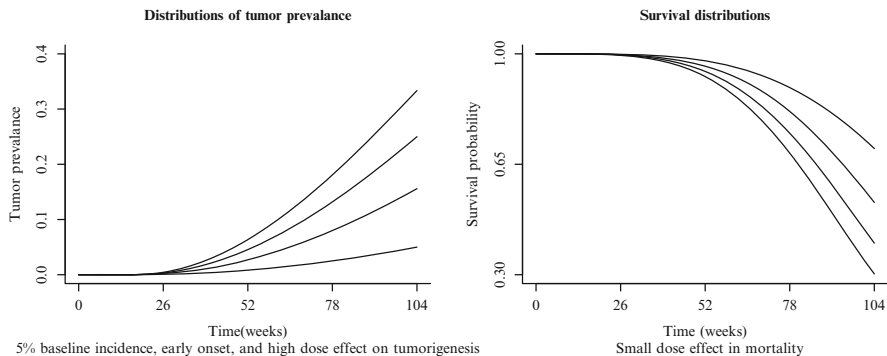 Distributions of tumor prevalence
0.4
0.3
0.2
0.1
0.0
Tumor prevalance
0
26
52
78
104
Time(weeks)
5% baseline incidence, early onset, and high dose effect on tumorigenesis
Survival distributions
1.00
0.65
0.30
Survival probability
0
26
52
78
104
Time (weeks)
Small dose effect in mortality